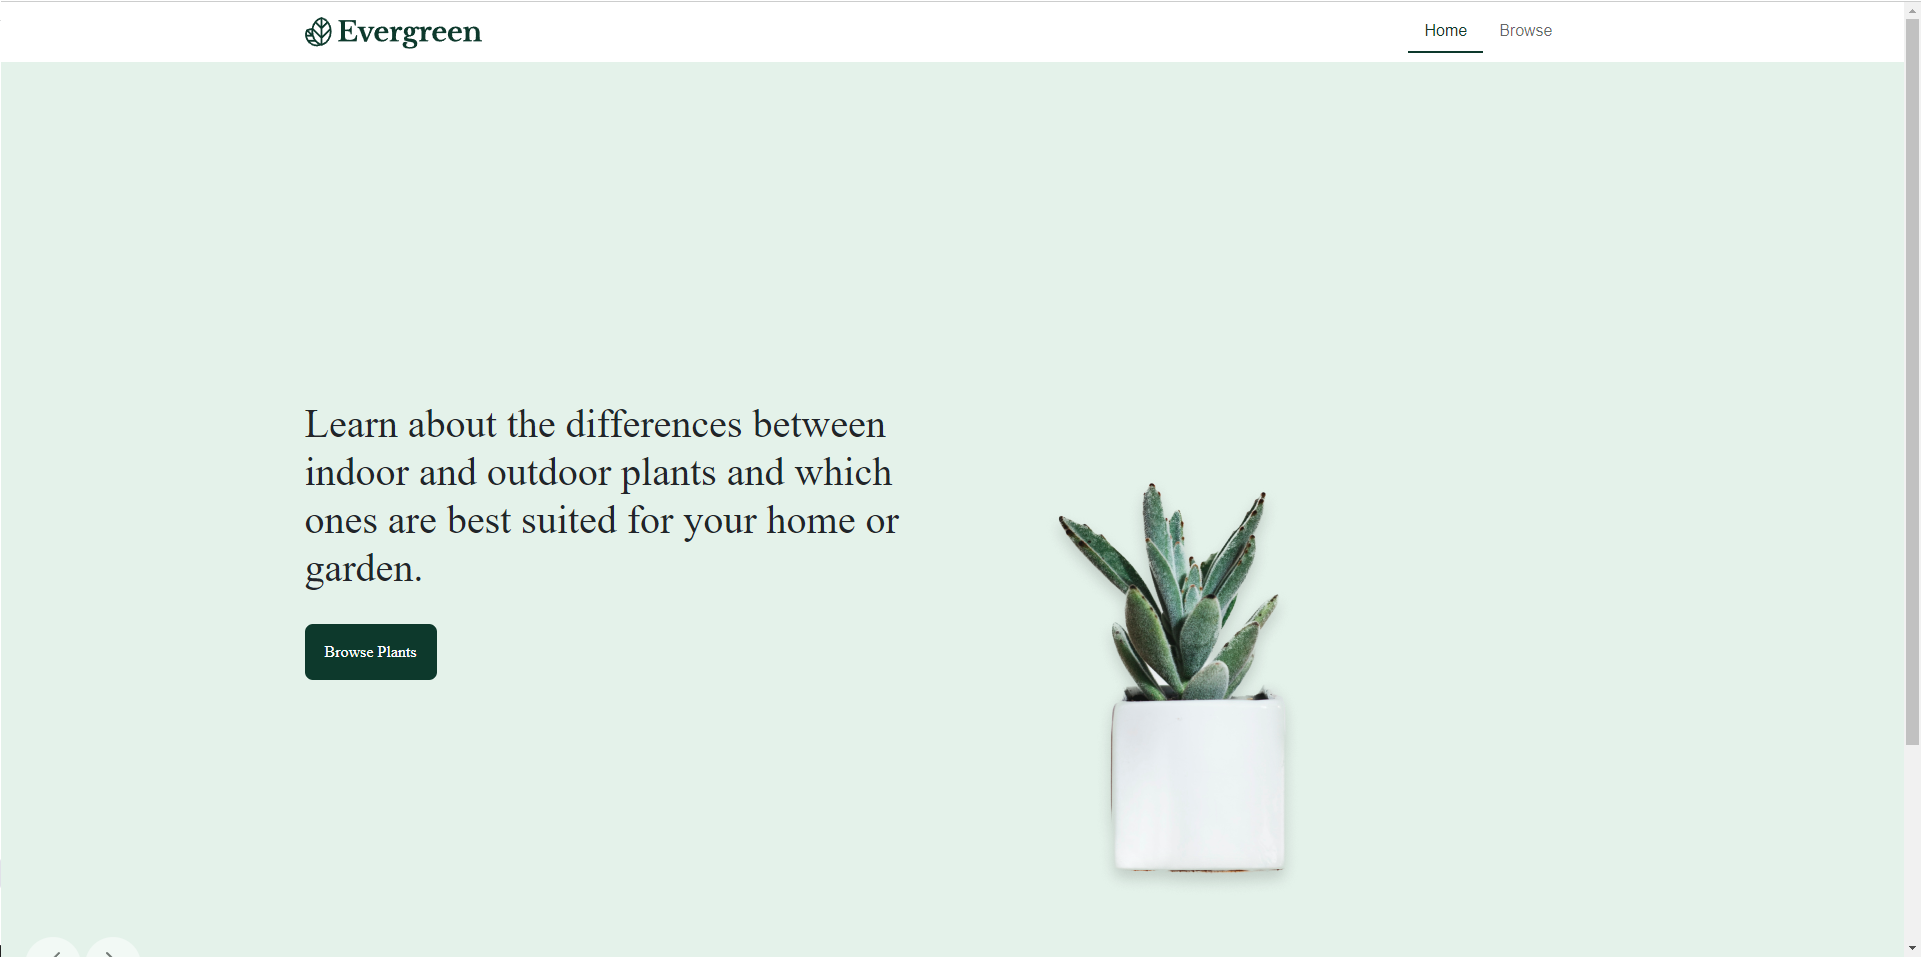 Evergreen
Home Browse
Learn about the differences between
indoor and outdoor plants and which
ones are best suited for your home or
garden.
Browse Plants